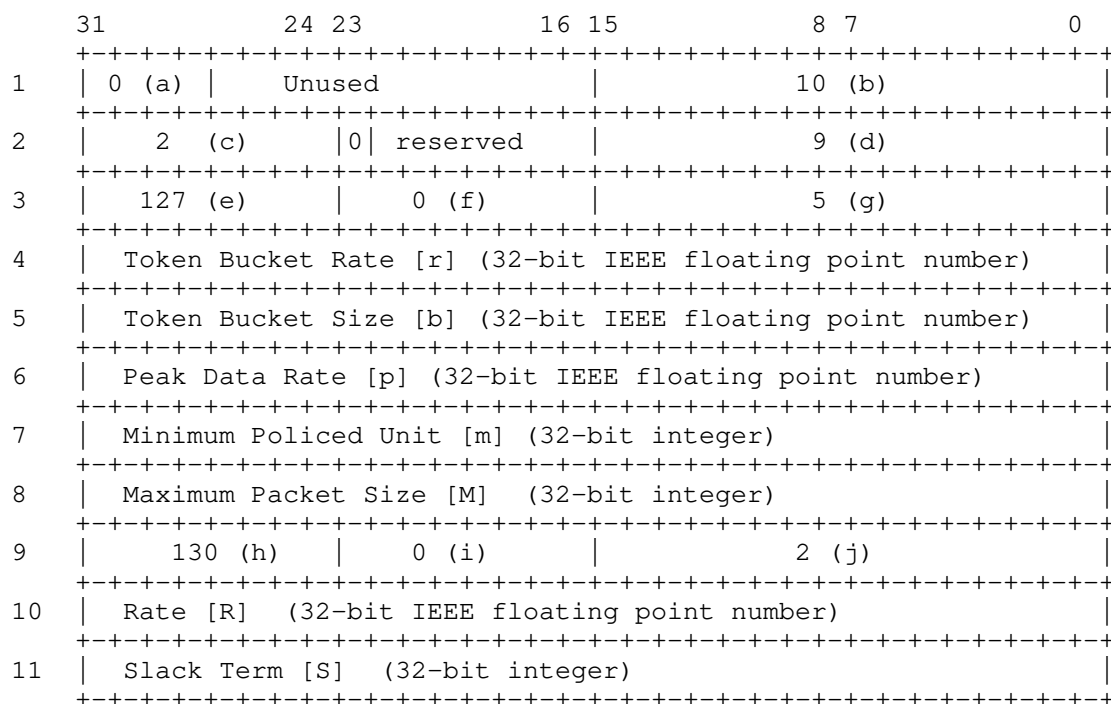 31           24 23           16 15            8 7             0
     +-+-+-+-+-+-+-+-+-+-+-+-+-+-+-+-+-+-+-+-+-+-+-+-+-+-+-+-+-+-+-+-+
1    | 0 (a) |    Unused             |            10 (b)             |
     +-+-+-+-+-+-+-+-+-+-+-+-+-+-+-+-+-+-+-+-+-+-+-+-+-+-+-+-+-+-+-+-+
2    |    2  (c)     |0| reserved    |             9 (d)             |
     +-+-+-+-+-+-+-+-+-+-+-+-+-+-+-+-+-+-+-+-+-+-+-+-+-+-+-+-+-+-+-+-+
3    |   127 (e)     |    0 (f)      |             5 (g)             |
     +-+-+-+-+-+-+-+-+-+-+-+-+-+-+-+-+-+-+-+-+-+-+-+-+-+-+-+-+-+-+-+-+
4    |  Token Bucket Rate [r] (32-bit IEEE floating point number)    |
     +-+-+-+-+-+-+-+-+-+-+-+-+-+-+-+-+-+-+-+-+-+-+-+-+-+-+-+-+-+-+-+-+
5    |  Token Bucket Size [b] (32-bit IEEE floating point number)    |
     +-+-+-+-+-+-+-+-+-+-+-+-+-+-+-+-+-+-+-+-+-+-+-+-+-+-+-+-+-+-+-+-+
6    |  Peak Data Rate [p] (32-bit IEEE floating point number)       |
     +-+-+-+-+-+-+-+-+-+-+-+-+-+-+-+-+-+-+-+-+-+-+-+-+-+-+-+-+-+-+-+-+
7    |  Minimum Policed Unit [m] (32-bit integer)                    |
     +-+-+-+-+-+-+-+-+-+-+-+-+-+-+-+-+-+-+-+-+-+-+-+-+-+-+-+-+-+-+-+-+
8    |  Maximum Packet Size [M]  (32-bit integer)                    |
     +-+-+-+-+-+-+-+-+-+-+-+-+-+-+-+-+-+-+-+-+-+-+-+-+-+-+-+-+-+-+-+-+
9    |     130 (h)   |    0 (i)      |            2 (j)              |
     +-+-+-+-+-+-+-+-+-+-+-+-+-+-+-+-+-+-+-+-+-+-+-+-+-+-+-+-+-+-+-+-+
10   |  Rate [R]  (32-bit IEEE floating point number)                |
     +-+-+-+-+-+-+-+-+-+-+-+-+-+-+-+-+-+-+-+-+-+-+-+-+-+-+-+-+-+-+-+-+
11   |  Slack Term [S]  (32-bit integer)                             |
     +-+-+-+-+-+-+-+-+-+-+-+-+-+-+-+-+-+-+-+-+-+-+-+-+-+-+-+-+-+-+-+-+